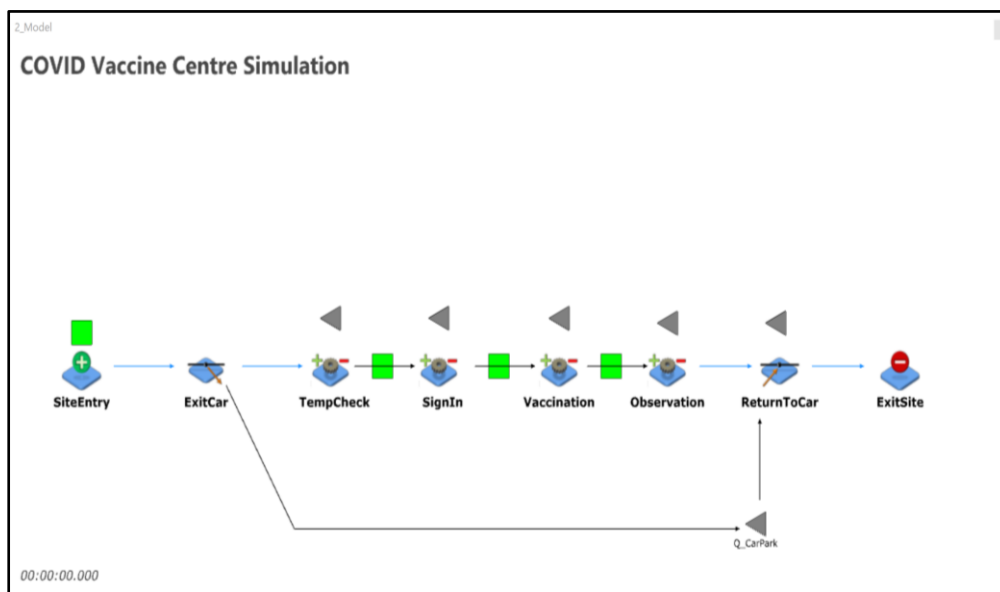 2_Model
COVID Vaccine Centre Simulation
SiteEntry
ExitCar
TempCheck
SignIn
Vaccination
Observation
ReturnToCar
ExitSite
Q_CarPark
00:00:00.000